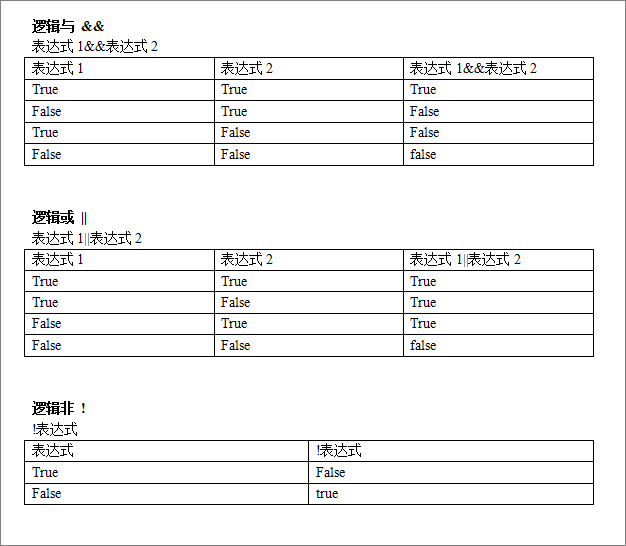 逻辑与 &&
表达式 1&&表达式 2
表达式 1 表达式 2 表达式 1&&表达式 2
True True True
False True False
True False False
False False false
逻辑或 ||
表达式 1||表达式 2
表达式 1 表达式 2 表达式 1||表达式 2
True True True
True False True
False True True
False False false
逻辑非 !
!表达式
表达式 !表达式
True False
False true